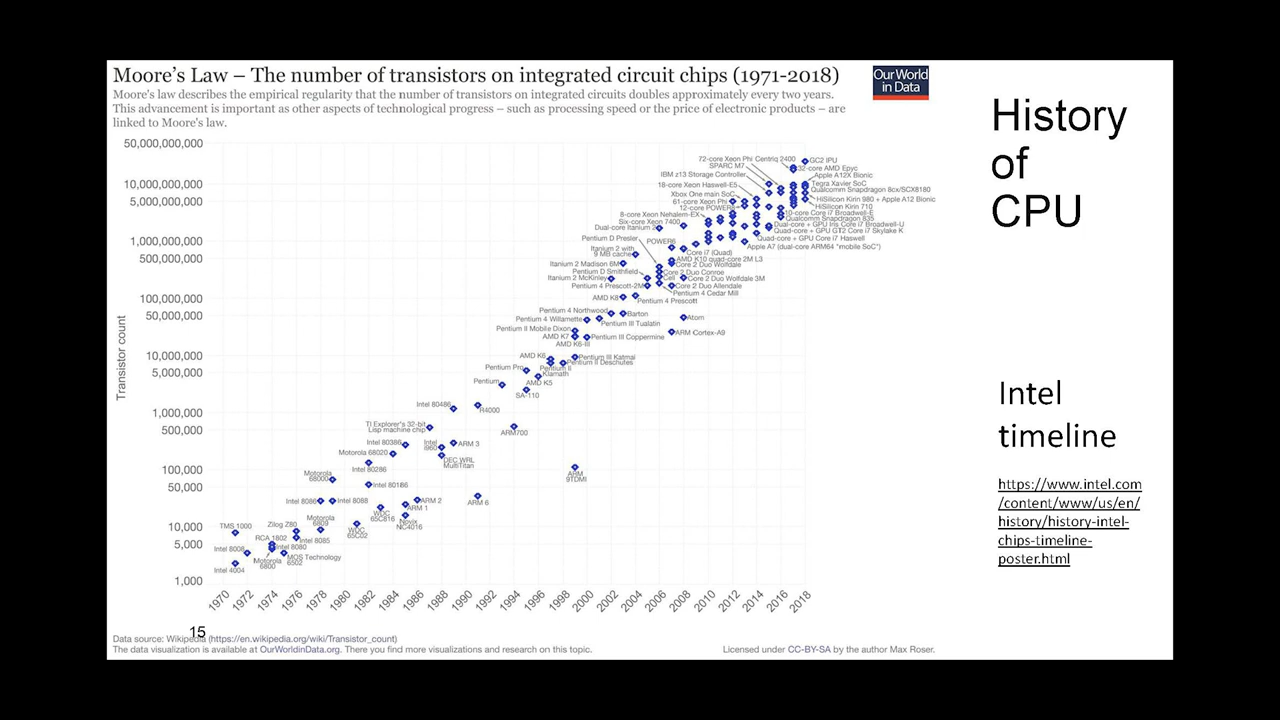 Moore's Law – The number of transistors on integrated circuit chips (1971-2018)
Our World
in Data
Moore's law describes the empirical regularity that the number of transistors on integrated circuits doubles approximately every two years.
This advancement is important as other aspects of technological progress – such as processing speed or the price of electronic products – are
linked to Moore's law.
History
of
CPU
Intel
timeline
https://www.intel.com
/content/www/us/en/
history/history-intel-
chips-timeline-
poster.html
Transistor count
50,000,000,000
10,000,000,000
5,000,000,000
1,000,000,000
500,000,000
100,000,000
50,000,000
10,000,000
5,000,000
1,000,000
500,000
100,000
50,000
10,000
5,000
1,000
72-core Xeon Phi Centriq 2400
GC2 IPU
SPARC M7
32-core AMD Epyc
IBM z13 Storage Controller
Apple A12X Bionic
18-core Xeon Haswell-E5
Tegra Xavier SoC
Qualcomm Snapdragon 8cx/SCX8180
Xbox One main SoC
61-core Xeon Phi
HiSilicon Kirin 980 + Apple A12 Bionic
12-core POWER8
HiSilicon Kirin 710
8-core Xeon Nehalem-EX
10-core Core i7 Broadwell-E
Six-core Xeon 7400
Qualcomm Snapdragon 835
Dual-core Itanium 2
Dual-core + GPU Iris Core i7 Broadwell-U
Quad-core + GPU GT2 Core i7 Skylake K
Pentium D Presler
POWER6
Quad-core + GPU Core i7 Haswell
Itanium 2 with
9 MB cache
Apple A7 (dual-core ARM64 "mobile SoC")
Core i7 (Quad)
AMD K10 quad-core 2M L3
Itanium 2 Madison 6M
Core 2 Duo Wolfdale
Pentium D Smithfield
Core 2 Duo Conroe
Itanium 2 McKinley
Cell
Core 2 Duo Wolfdale 3M
Pentium 4 Prescott-2M
Core 2 Duo Allendale
Pentium 4 Cedar Mill
AMD K8
Pentium 4 Prescott
Pentium 4 Northwood
Barton
Atom
Pentium 4 Willamette
Pentium III Tualatin
Pentium II Mobile Dixon
ARM Cortex-A9
AMD K7
Pentium III Coppermine
AMD K6-III
AMD K6
Pentium III Katmai
Pentium II Deschutes
Pentium Pro
Pentium II
Klamath
Pentium
AMD K5
SA-110
Intel 80486
R4000
TI Explorer's 32-bit
Lisp machine chip
ARM700
Intel 80386
Intel
i960
ARM 3
Motorola 68020
DEC WRL
MultiTitan
Intel 80286
ARM
9TDMI
Motorola
68000
Intel 80186
Intel 8086
Intel 8088
ARM 2
ARM 6
ARM 1
WDC
65C816
Novix
NC4016
TMS 1000
Zilog Z80
Motorola
6809
WDC
65C02
RCA 1802
Intel 8085
Intel 8008
Intel 8080
Motorola
6800
MOS Technology
6502
Intel 4004
1970
1972
1974
1976
1978
1980
1982
1984
1986
1988
1990
1992
1994
1996
1998
2000
2002
2004
2006
2008
2010
2012
2014
2016
2018
15
Data source: Wikipedia (https://en.wikipedia.org/wiki/Transistor_count)
The data visualization is available at OurWorldinData.org. There you find more visualizations and research on this topic.
Licensed under CC-BY-SA by the author Max Roser.